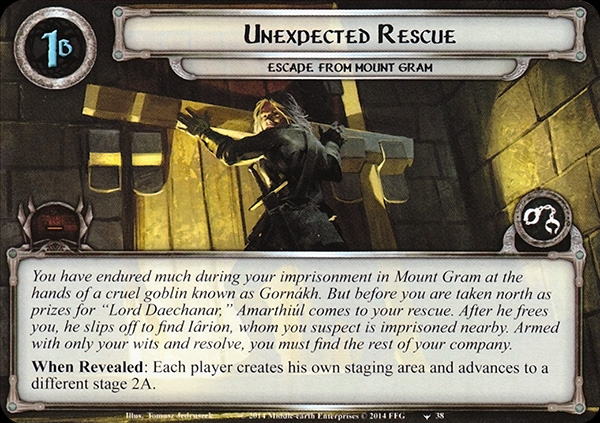 1B
UNEXPECTED RESCUE
ESCAPE FROM MOUNT GRAM
–
You have endured much during your imprisonment in Mount Gram at the
hands of a cruel goblin known as Gornákh. But before you are taken north as
prizes for “Lord Daechanar,” Amarthiúl comes to your rescue. After he frees
you, he slips off to find Iârion, whom you suspect is imprisoned nearby. Armed
with only your wits and resolve, you must find the rest of your company.
When Revealed: Each player creates his own staging area and advances to a
different stage 2A.
Illus. Tomasz Jedruszek 2014 Middle-earth Enterprises © 2014 FFG 38